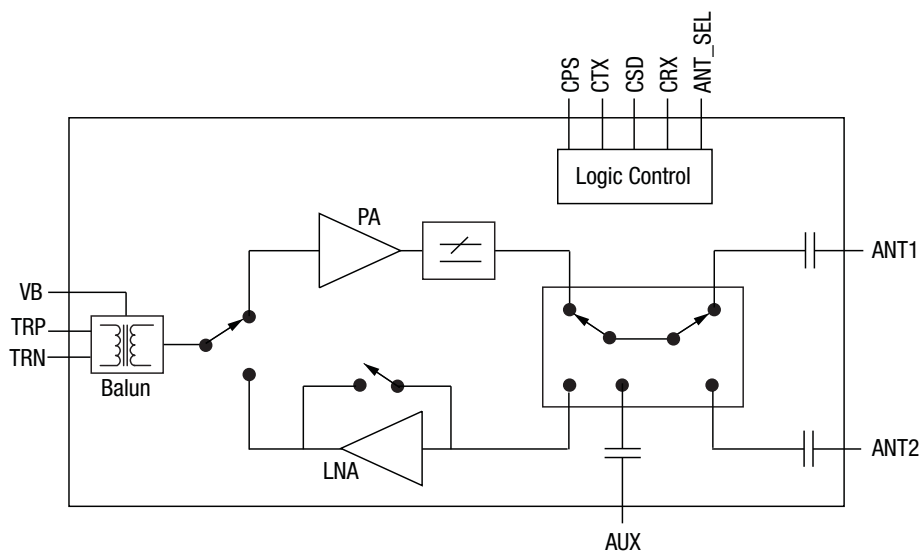 CPS
CTX
CSD
CRX
ANT_SEL
Logic Control
PA
ANT1
VB
TRP
TRN
Balun
LNA
ANT2
AUX